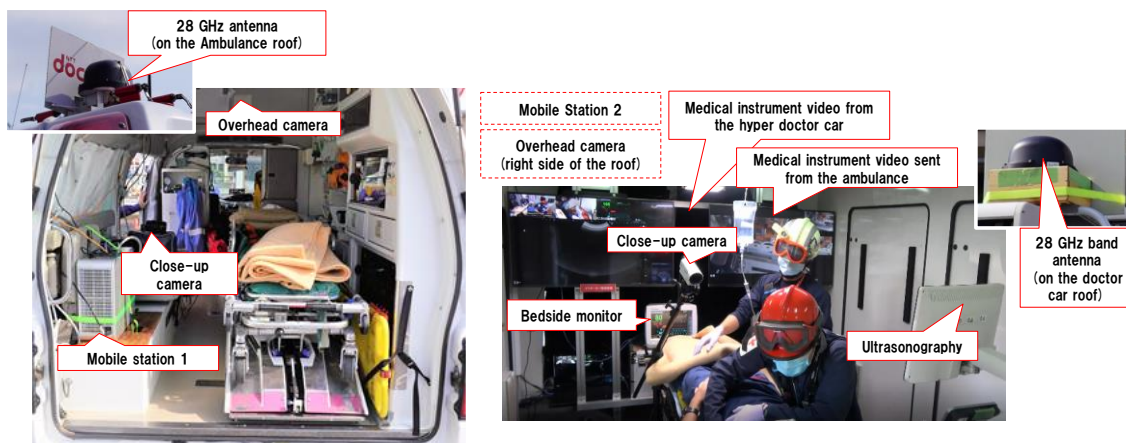 28 GHz antenna
(on the Ambulance roof)
Overhead camera
Close-up
camera
Mobile station 1
Mobile Station 2
Overhead camera
(right side of the roof)
Medical instrument video from
the hyper doctor car
Medical instrument video sent
from the ambulance
Close-up camera
Bedside monitor
Ultrasonography
28 GHz band
antenna
(on the doctor
car roof)